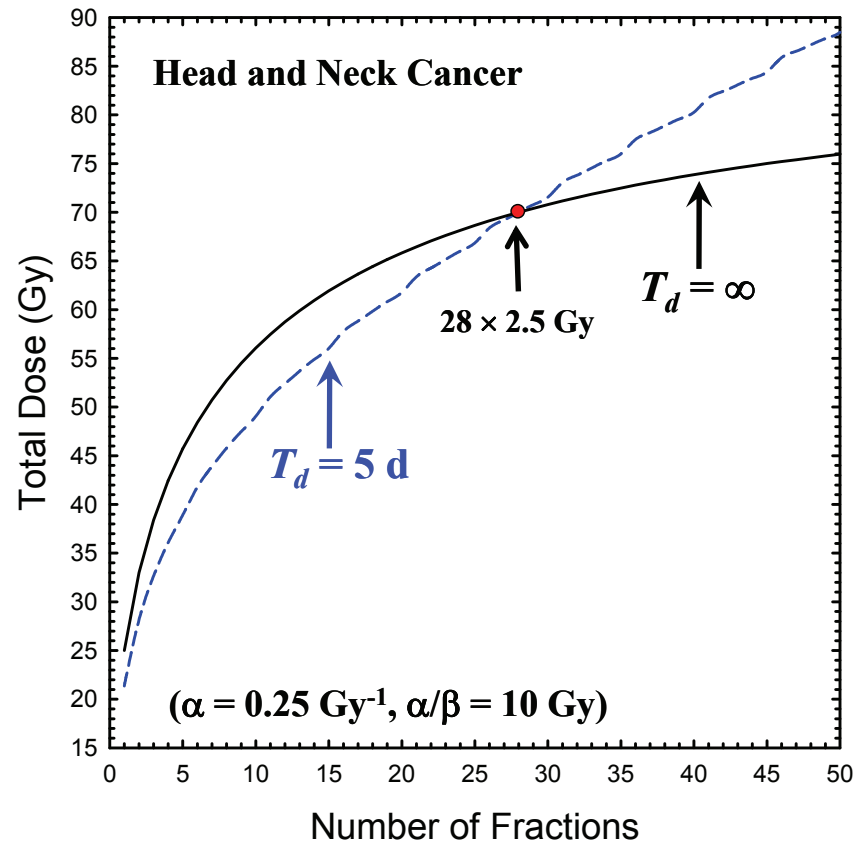 Head and Neck Cancer
90
85
80
75
70
65
60
55
50
45
40
35
30
25
20
15
Total Dose (Gy)
28 × 2.5 Gy
T_d = ∞
T_d = 5 d
(α = 0.25 Gy⁻¹, α/β = 10 Gy)
0 5 10 15 20 25 30 35 40 45 50
Number of Fractions